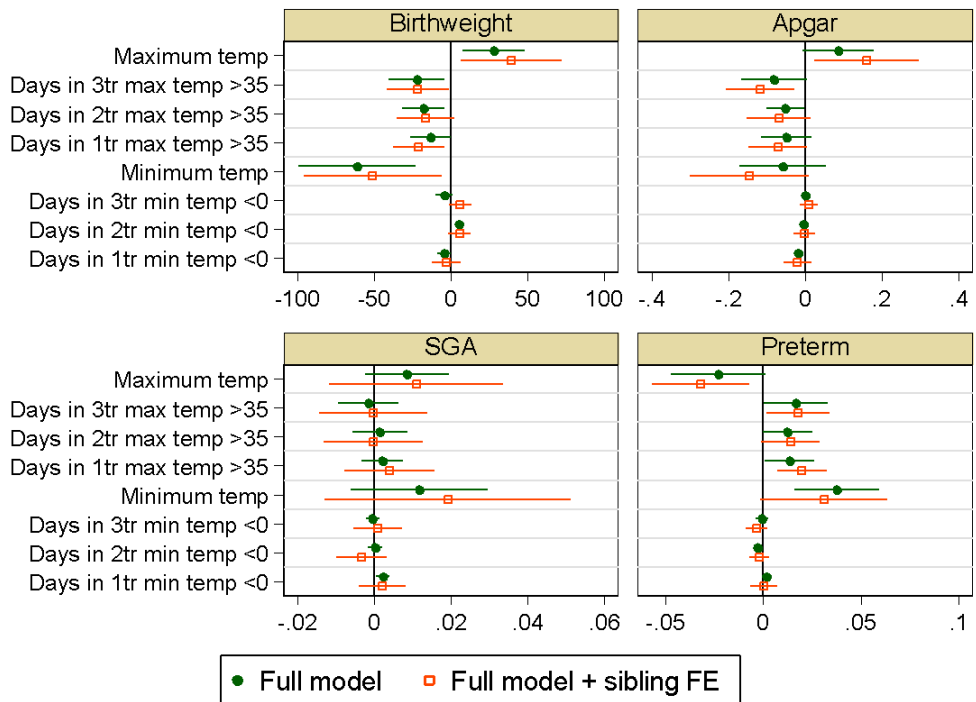 Birthweight
Apgar
Maximum temp
Days in 3tr max temp >35
Days in 2tr max temp >35
Days in 1tr max temp >35
Minimum temp
Days in 3tr min temp <0
Days in 2tr min temp <0
Days in 1tr min temp <0
-100 -50 0 50 100
-.4 -.2 0 .2 .4
SGA
Preterm
Maximum temp
Days in 3tr max temp >35
Days in 2tr max temp >35
Days in 1tr max temp >35
Minimum temp
Days in 3tr min temp <0
Days in 2tr min temp <0
Days in 1tr min temp <0
-.02 0 .02 .04 .06
-.05 0 .05 .1
Full model Full model + sibling FE